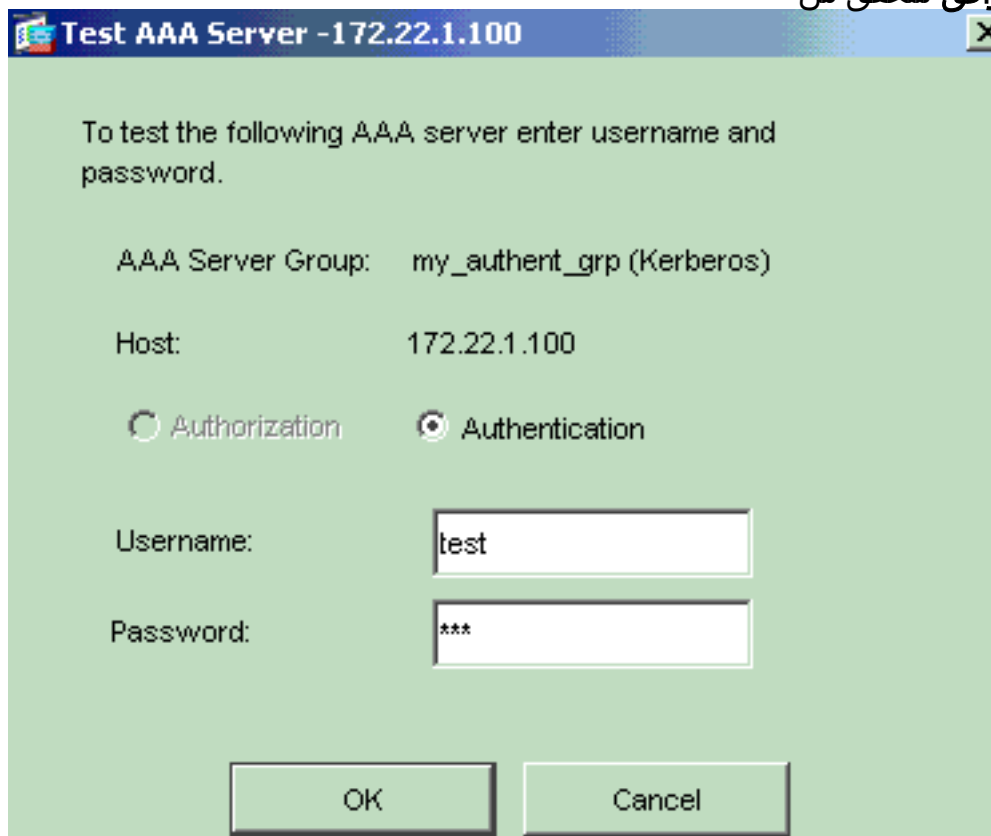 Test AAA Server -172.22.1.100
To test the following AAA server enter username and
password.
AAA Server Group: my_authent_grp (Kerberos)
Host: 172.22.1.100
Authorization Authentication
Username: test
Password: ***
OK Cancel